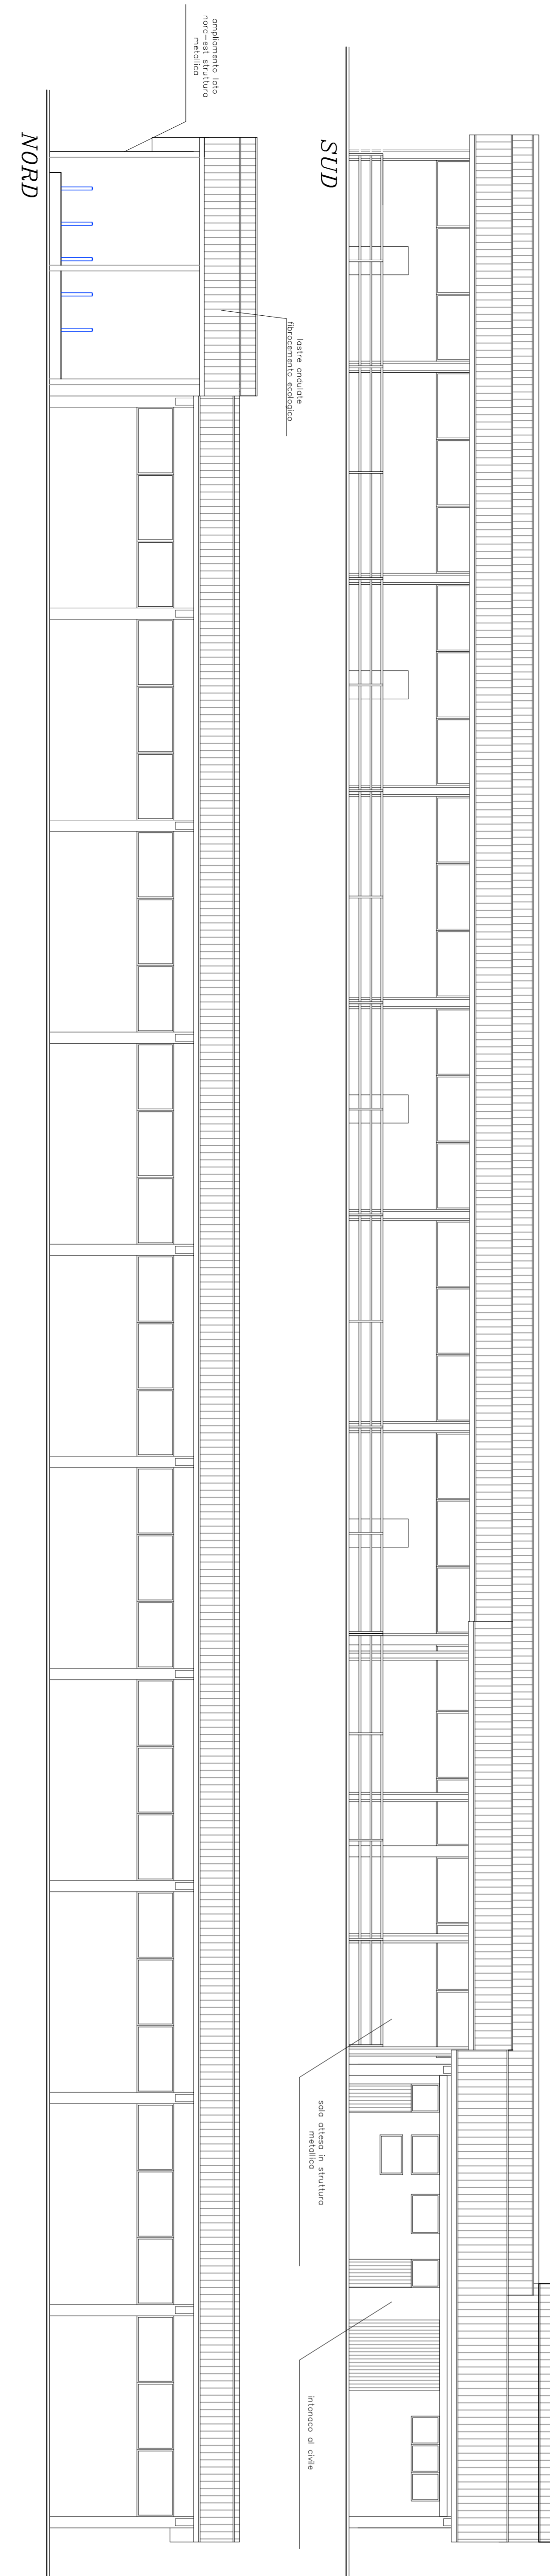 ampliamento lato
nord-est struttura
metallica
NORD
SUD
lastre ondulate
fibrocemento ecologico
sala attesa in struttura
metallica
intonaco al civile